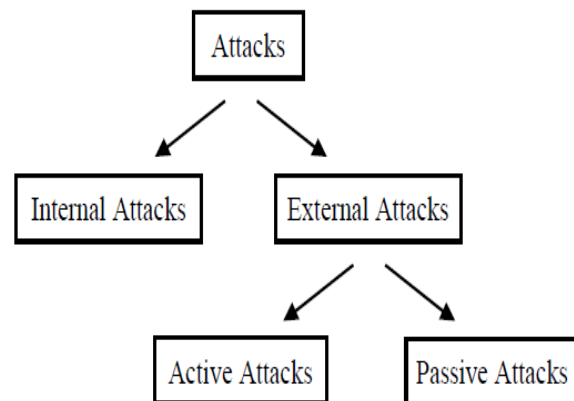 Attacks
Internal Attacks
External Attacks
Active Attacks
Passive Attacks